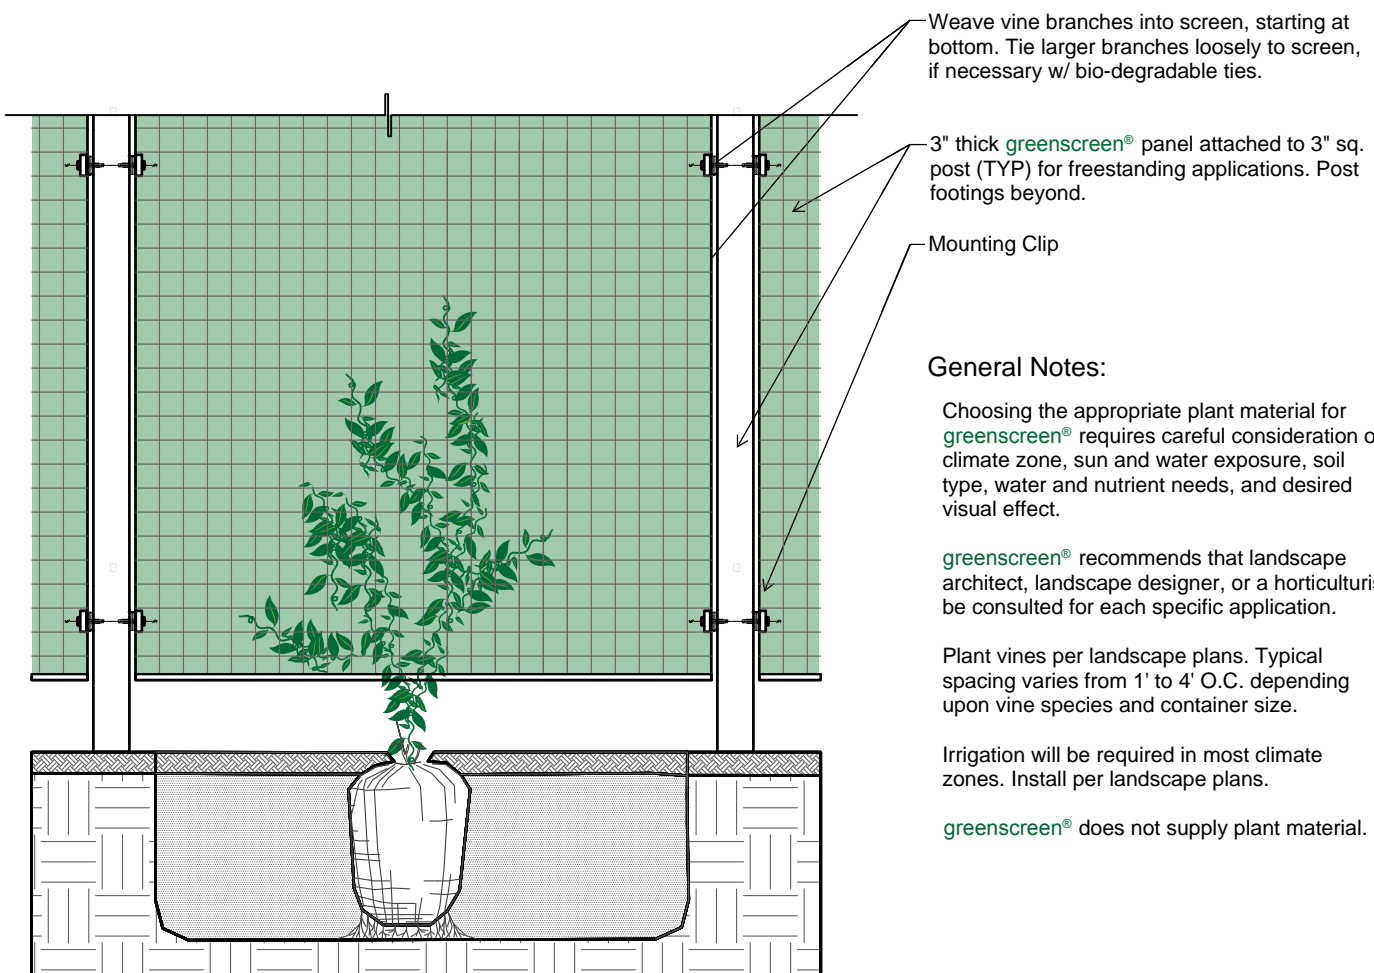 Weave vine branches into screen, starting at
bottom. Tie larger branches loosely to screen,
if necessary w/ bio-degradable ties.
3" thick greenscreen® panel attached to 3" sq.
post (TYP) for freestanding applications. Post
footings beyond.
Mounting Clip
General Notes:
Choosing the appropriate plant material for
greenscreen® requires careful consideration o
climate zone, sun and water exposure, soil
type, water and nutrient needs, and desired
visual effect.
greenscreen® recommends that landscape
architect, landscape designer, or a horticulturis
be consulted for each specific application.
Plant vines per landscape plans. Typical
spacing varies from 1' to 4' O.C. depending
upon vine species and container size.
Irrigation will be required in most climate
zones. Install per landscape plans.
greenscreen® does not supply plant material.